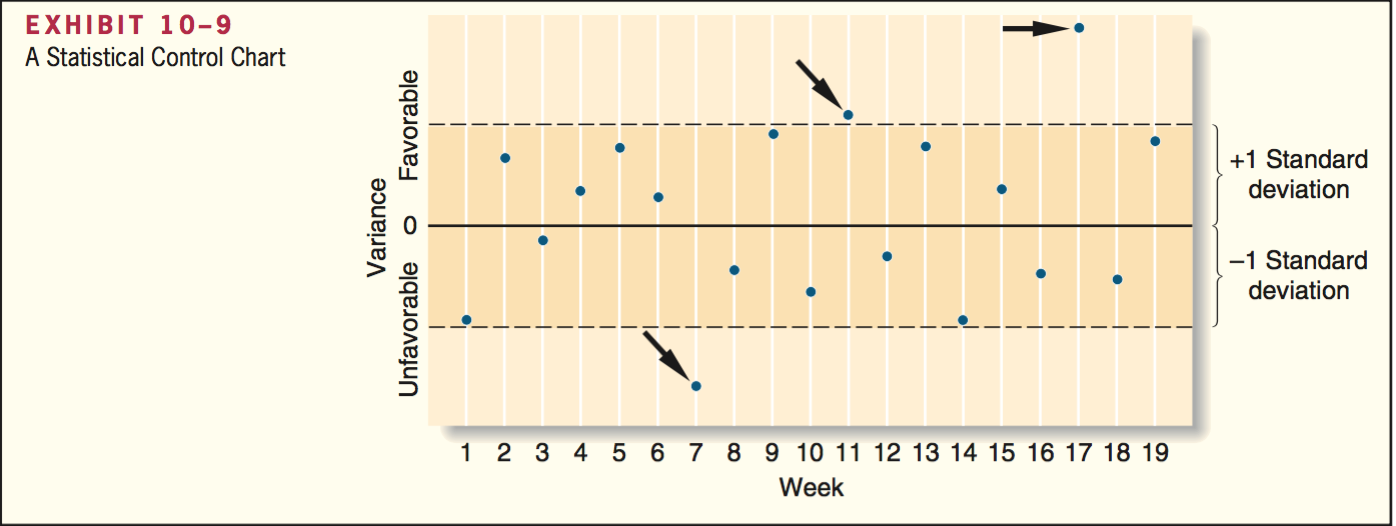 EXHIBIT 10–9
A Statistical Control Chart
Favorable
Variance
0
Unfavorable
+1 Standard
deviation
–1 Standard
deviation
1 2 3 4 5 6 7 8 9 10 11 12 13 14 15 16 17 18 19
Week